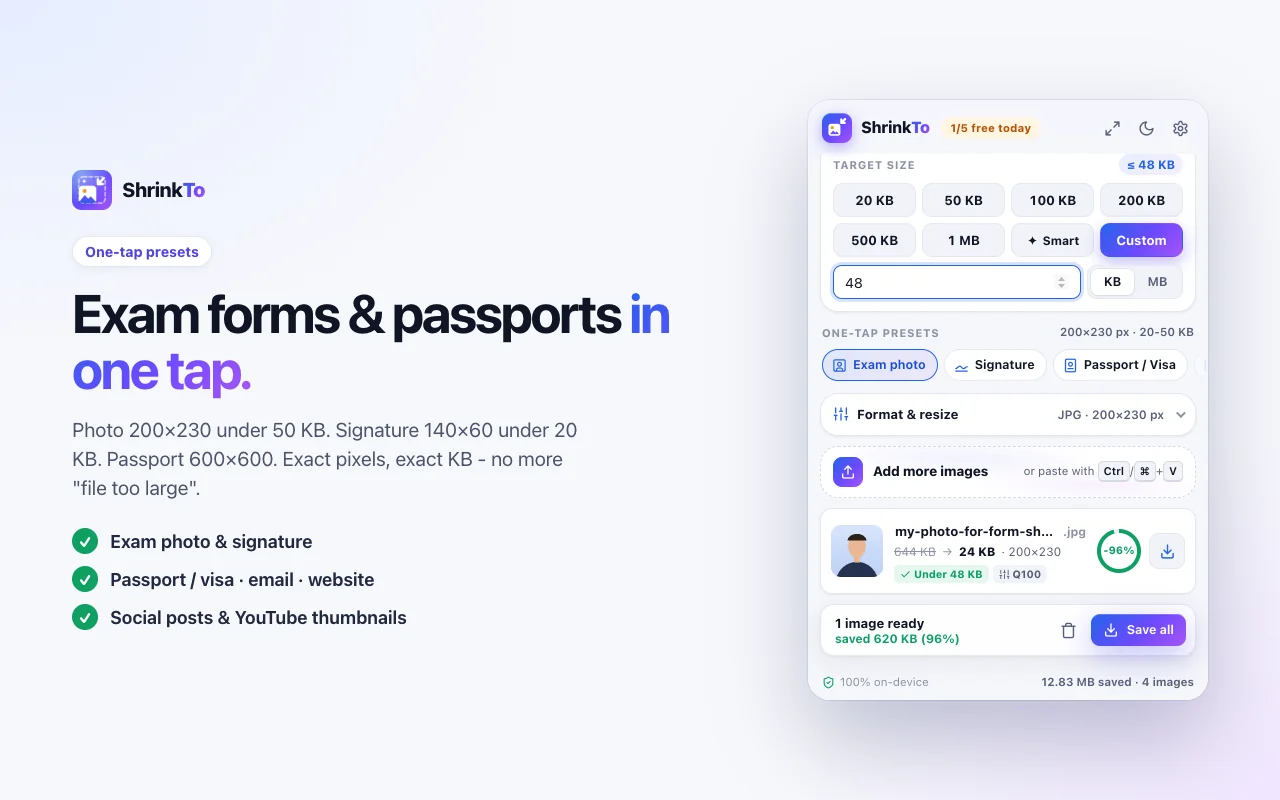 ShrinkTo
One-tap presets
Exam forms & passports in
one tap.
Photo 200×230 under 50 KB. Signature 140×60 under 20
KB. Passport 600×600. Exact pixels, exact KB - no more
"file too large".
Exam photo & signature
Passport / visa · email · website
Social posts & YouTube thumbnails
ShrinkTo 1/5 free today
TARGET SIZE ≤ 48 KB
20 KB 50 KB 100 KB 200 KB
500 KB 1 MB ✦ Smart Custom
48 KB MB
ONE-TAP PRESETS 200×230 px · 20-50 KB
Exam photo Signature Passport / Visa
Format & resize JPG · 200×230 px
Add more images or paste with Ctrl / ⌘ + V
my-photo-for-form-sh... .jpg
644 KB → 24 KB · 200×230
-96%
Under 48 KB Q100
1 image ready
saved 620 KB (96%)
Save all
100% on-device 12.83 MB saved · 4 images